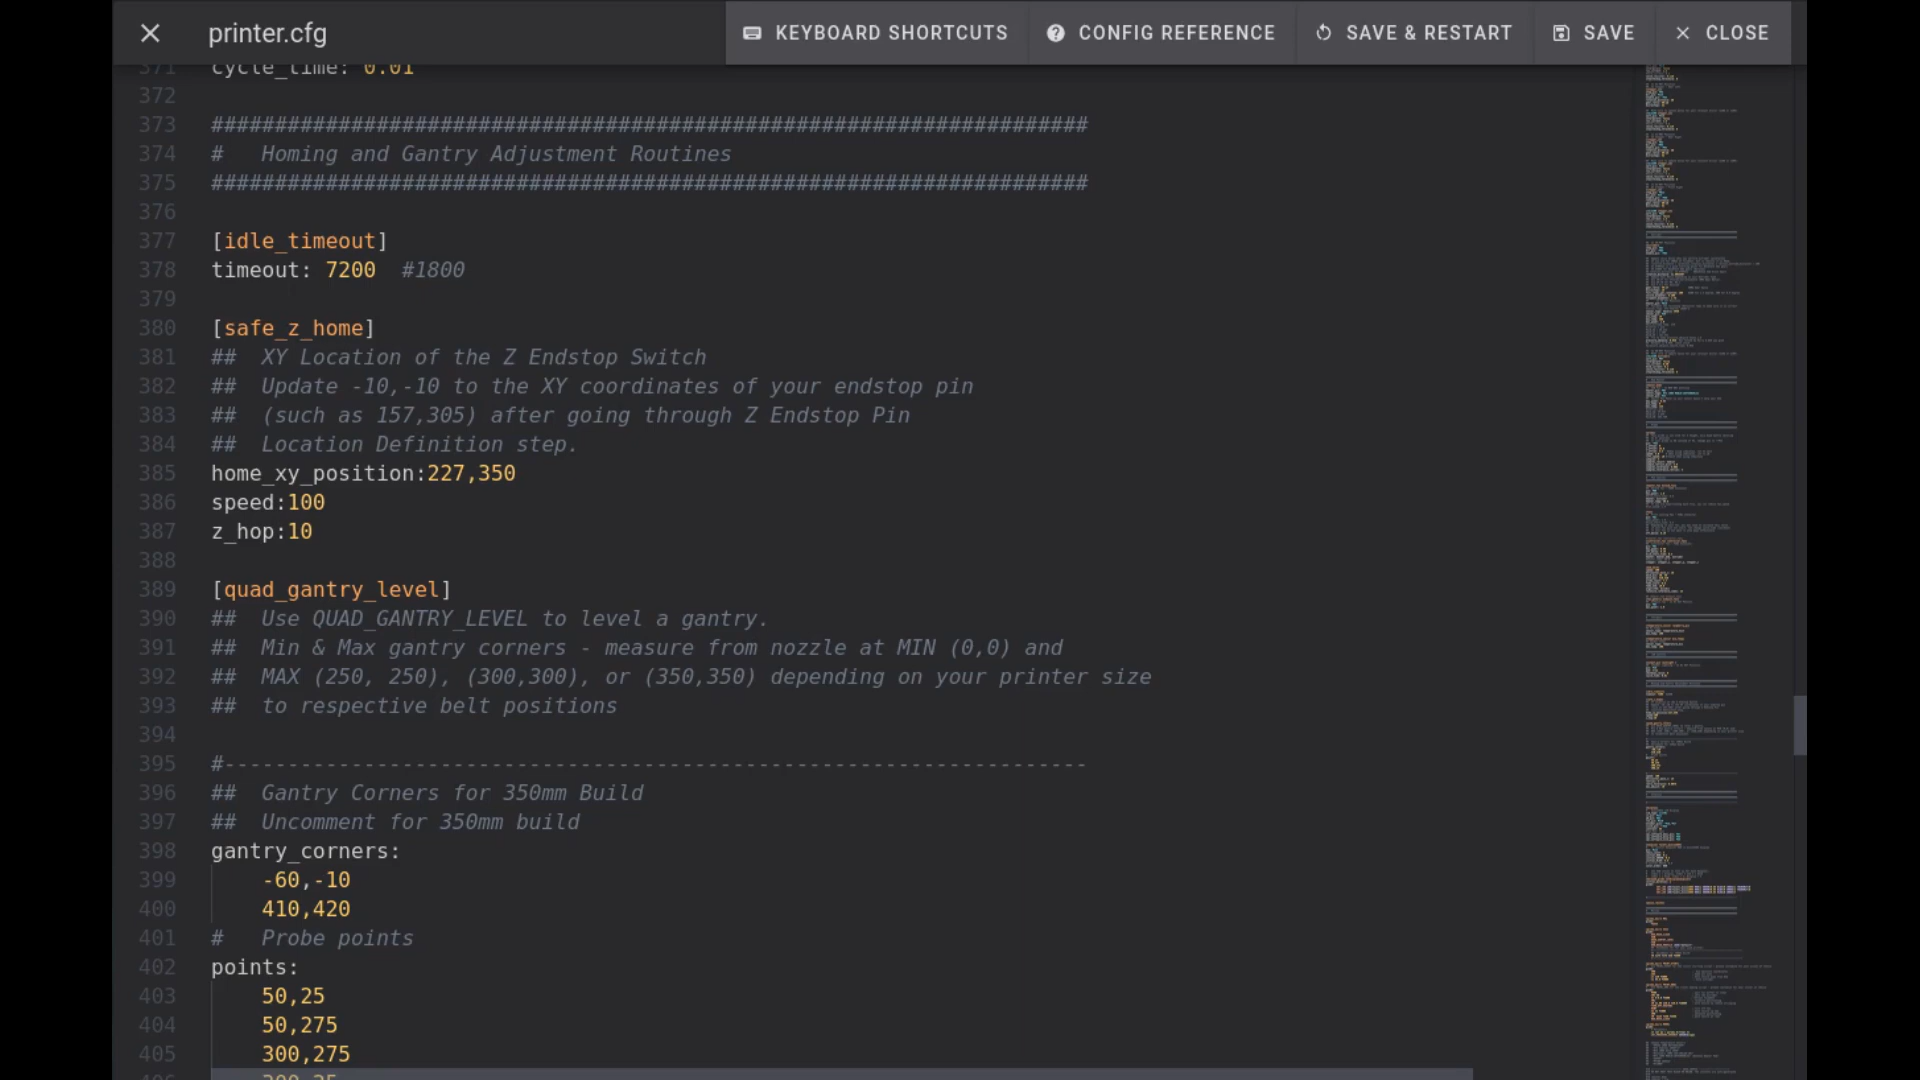 printer.cfg
KEYBOARD SHORTCUTS
CONFIG REFERENCE
SAVE & RESTART
SAVE
CLOSE
371 cycle_time: 0.01
372
373 #####################################################################
374 #   Homing and Gantry Adjustment Routines
375 #####################################################################
376
377 [idle_timeout]
378 timeout: 7200  #1800
379
380 [safe_z_home]
381 ##  XY Location of the Z Endstop Switch
382 ##  Update -10,-10 to the XY coordinates of your endstop pin
383 ##  (such as 157,305) after going through Z Endstop Pin
384 ##  Location Definition step.
385 home_xy_position:227,350
386 speed:100
387 z_hop:10
388
389 [quad_gantry_level]
390 ##  Use QUAD_GANTRY_LEVEL to level a gantry.
391 ##  Min & Max gantry corners - measure from nozzle at MIN (0,0) and
392 ##  MAX (250, 250), (300,300), or (350,350) depending on your printer size
393 ##  to respective belt positions
394
395 #--------------------------------------------------------------------
396 ##  Gantry Corners for 350mm Build
397 ##  Uncomment for 350mm build
398 gantry_corners:
399     -60,-10
400     410,420
401 #   Probe points
402 points:
403     50,25
404     50,275
405     300,275